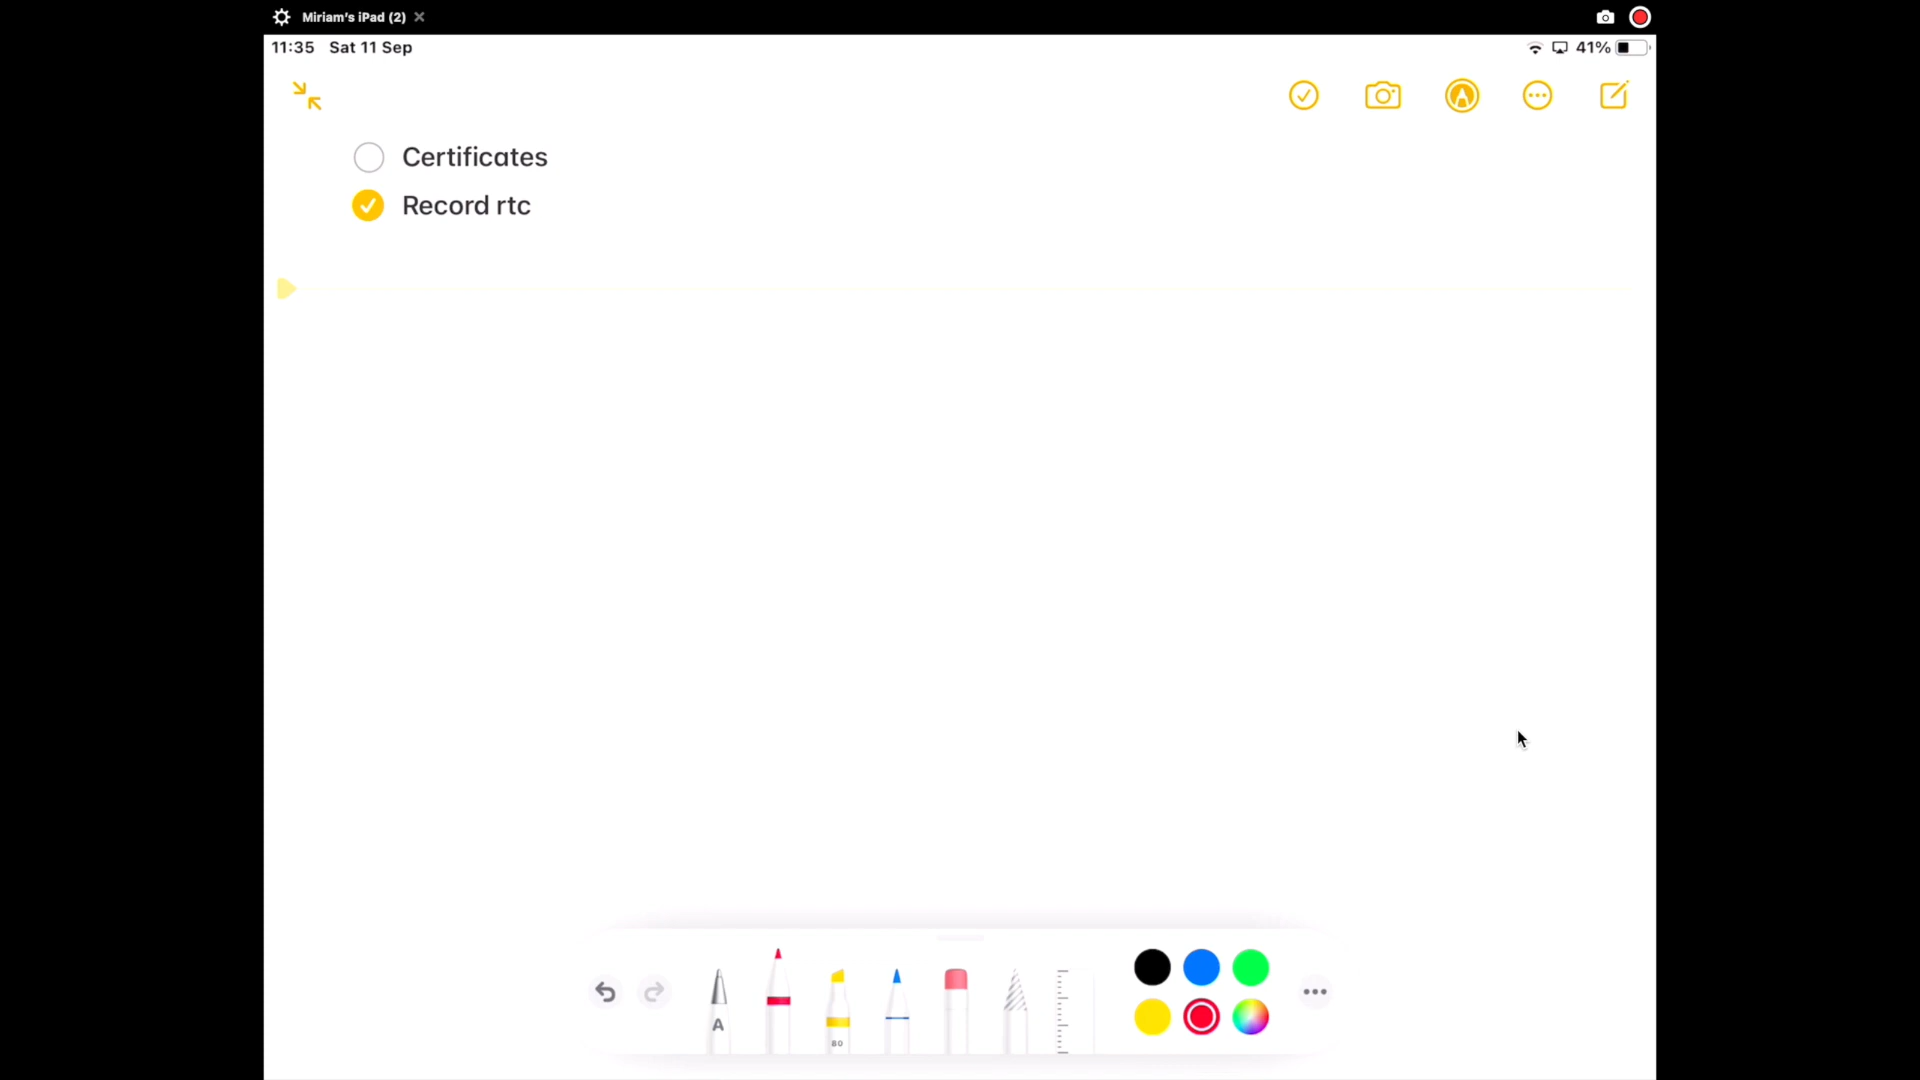 Miriam's iPad (2)
11:35 Sat 11 Sep
41%
Certificates
Record rtc
A
80